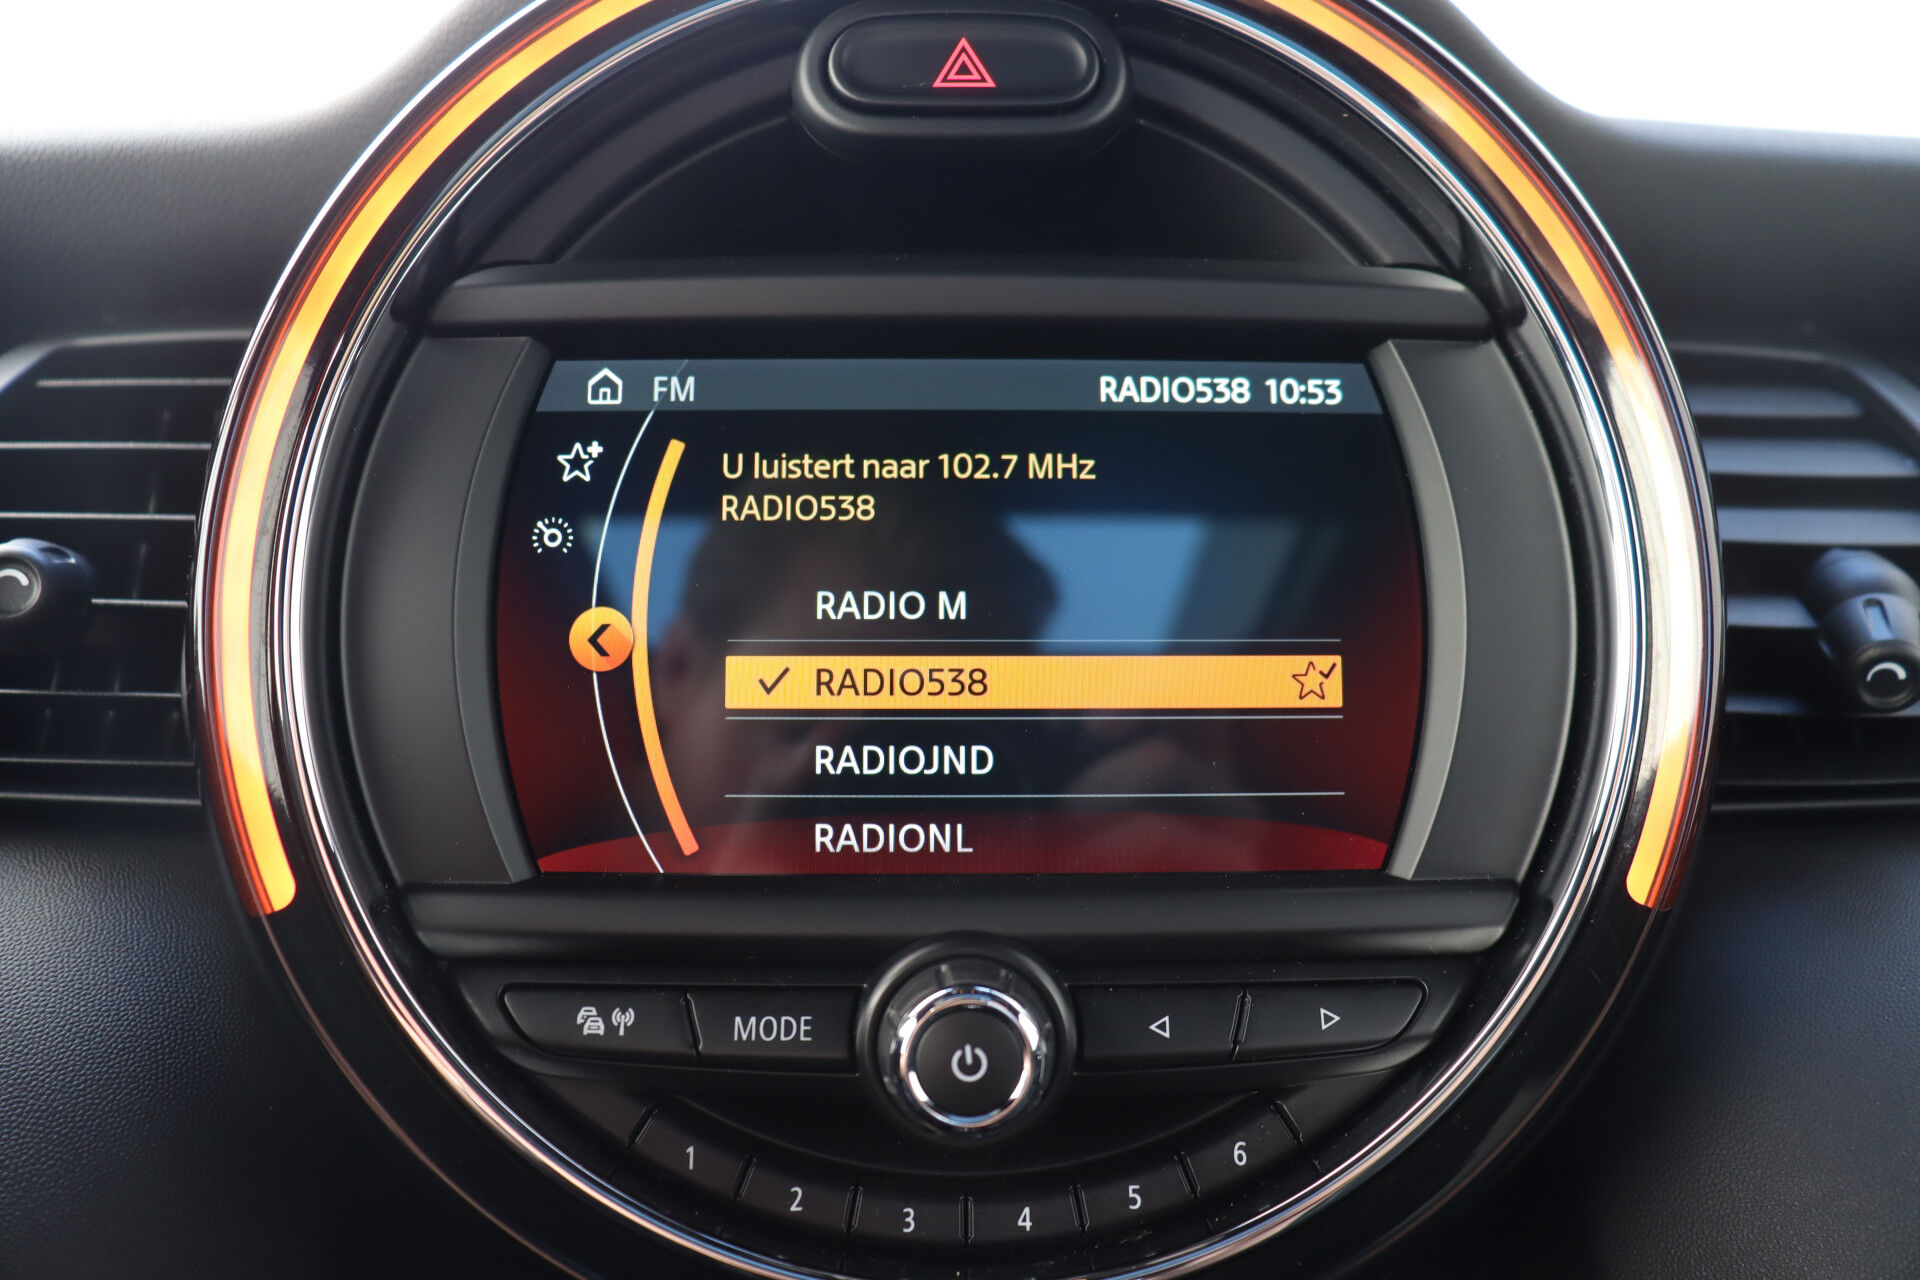 FM RADIO538 10:53
U luistert naar 102.7 MHz
RADIO538
RADIO M
RADIO538
RADIOJND
RADIONL
MODE
1 2 3 4 5 6